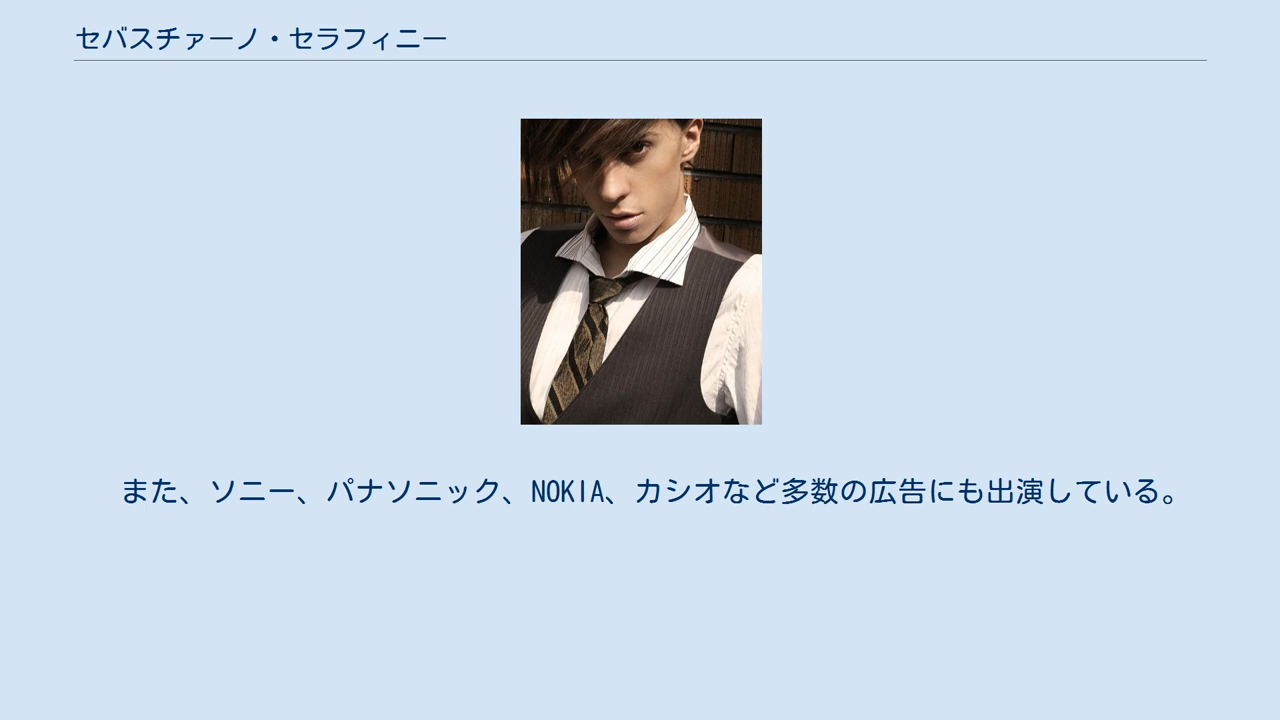 セバスチァーノ・セラフィニー
また、ソニー、パナソニック、NOKIA、カシオなど多数の広告にも出演している。